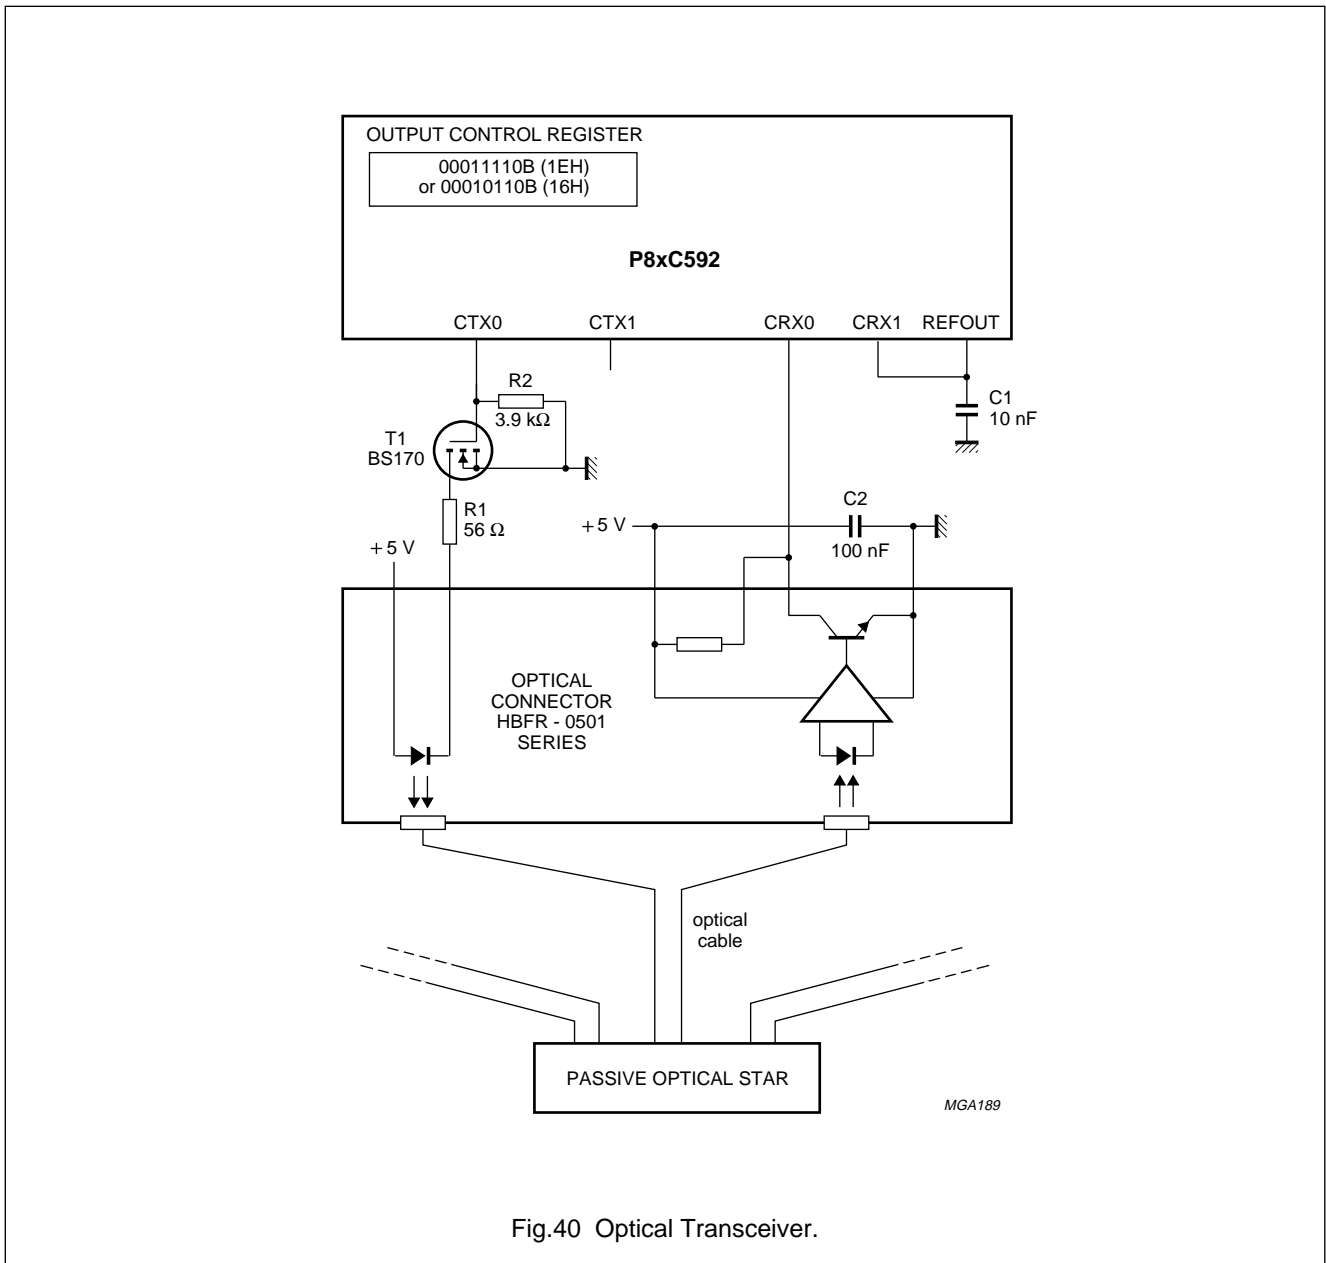 OUTPUT CONTROL REGISTER
00011110B (1EH)
or 00010110B (16H)
P8xC592
CTX0
CTX1
CRX0
CRX1
REFOUT
R2
3.9 kΩ
C1
10 nF
T1
BS170
R1
56 Ω
+5 V
C2
100 nF
+5 V
OPTICAL
CONNECTOR
HBFR - 0501
SERIES
optical
cable
PASSIVE OPTICAL STAR
MGA189
Fig.40 Optical Transceiver.